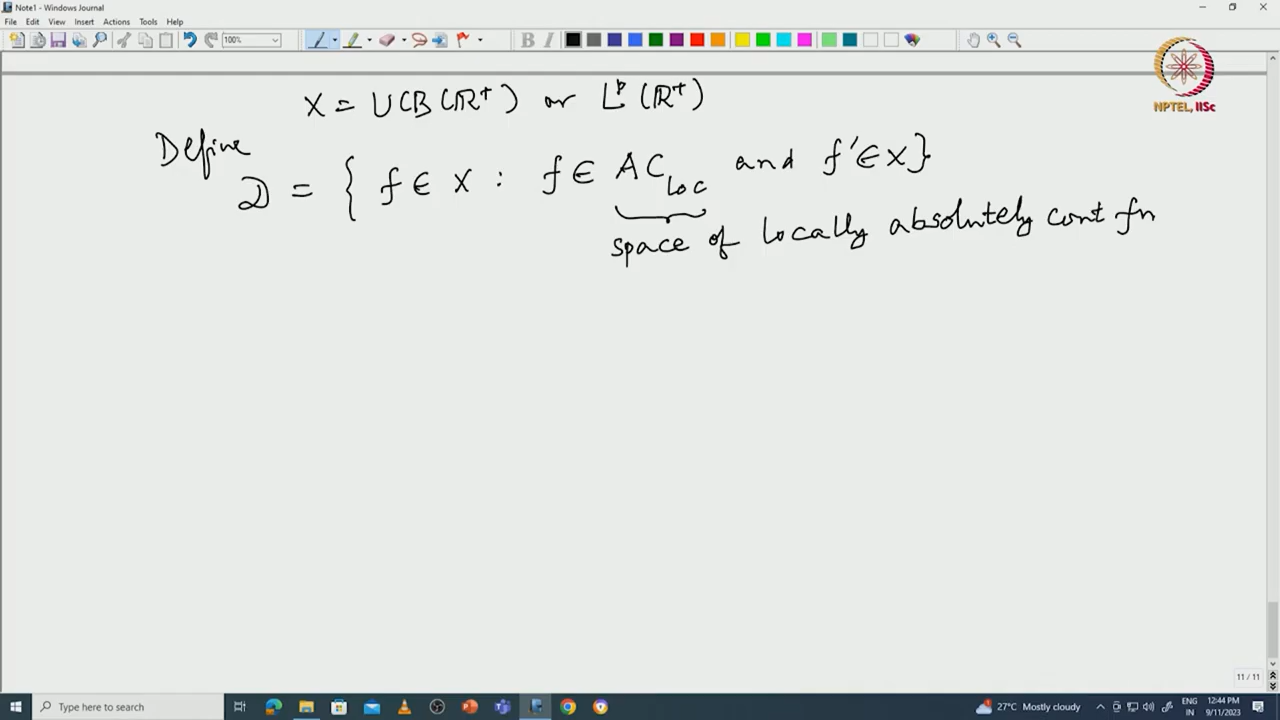 Note1 - Windows Journal
File Edit View Insert Actions Tools Help
100%
B I
NPTEL, IISc
X = UCB(ℝ⁺) or Lᵖ(ℝ⁺)
Define
D = { f ∈ X : f ∈ AC_loc and f' ∈ X }
space of locally absolutely cont fn
11 / 11
Type here to search
27°C Mostly cloudy
ENG
IN
12:44 PM
9/11/2023